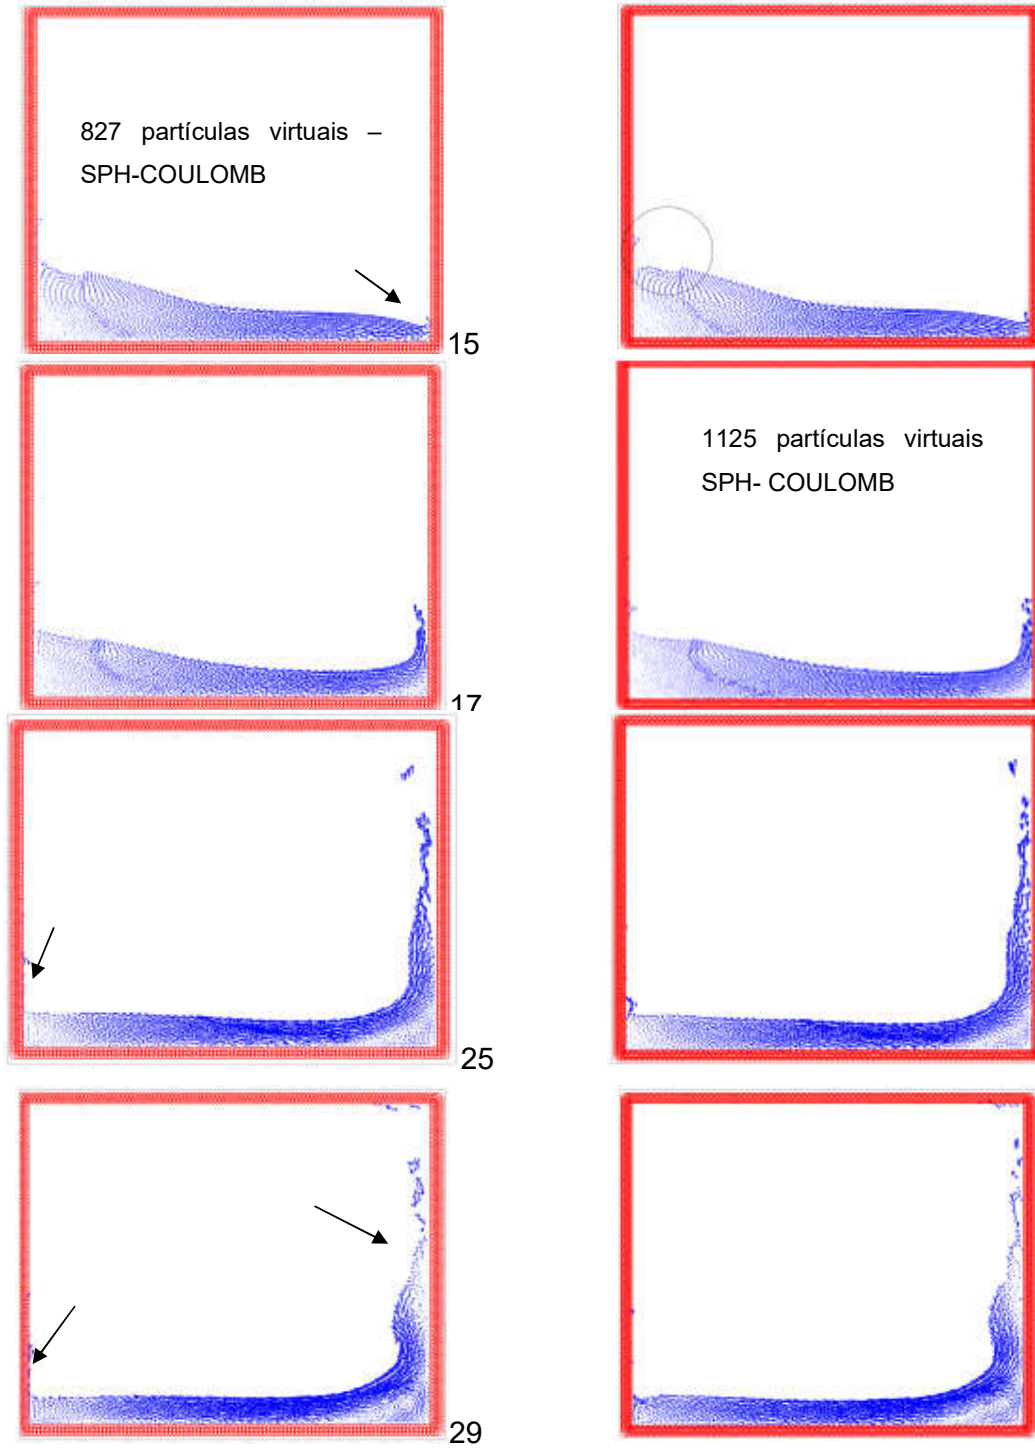 827 partículas virtuais –
SPH-COULOMB
15
1125 partículas virtuais
SPH- COULOMB
17
25
29